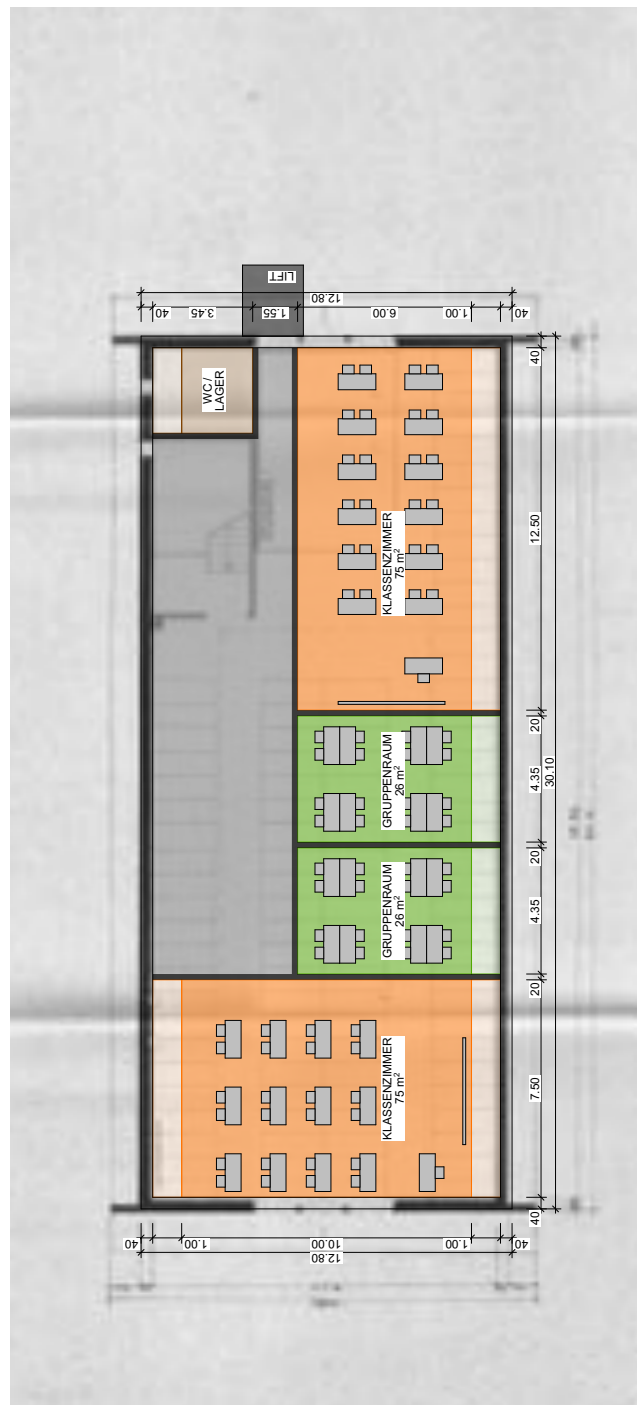 LIFT
12.80
40
3.45
1.55
6.00
1.00
40
WC /
LAGER
40
12.50
KLASSENZIMMER
75 m²
20
GRUPPENRAUM
26 m²
4.35
30.10
20
GRUPPENRAUM
26 m²
4.35
20
KLASSENZIMMER
75 m²
7.50
40
40
1.00
10.00
1.00
40
12.80